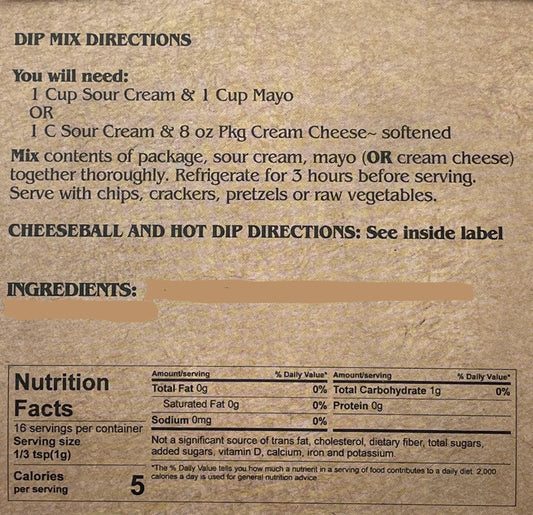 DIP MIX DIRECTIONS
You will need:
1 Cup Sour Cream & 1 Cup Mayo
OR
1 C Sour Cream & 8 oz Pkg Cream Cheese~ softened
Mix contents of package, sour cream, mayo (OR cream cheese)
together thoroughly. Refrigerate for 3 hours before serving.
Serve with chips, crackers, pretzels or raw vegetables.
CHEESEBALL AND HOT DIP DIRECTIONS: See inside label
INGREDIENTS:
Nutrition
Facts
16 servings per container
Serving size
1/3 tsp(1g)
Calories
per serving
5
Amount/serving % Daily Value*
Total Fat 0g 0%
Saturated Fat 0g 0%
Sodium 0mg 0%
Amount/serving % Daily Value*
Total Carbohydrate 1g 0%
Protein 0g
Not a significant source of trans fat, cholesterol, dietary fiber, total sugars,
added sugars, vitamin D, calcium, iron and potassium.
*The % Daily Value tells you how much a nutrient in a serving of food contributes to a daily diet. 2,000
calories a day is used for general nutrition advice.